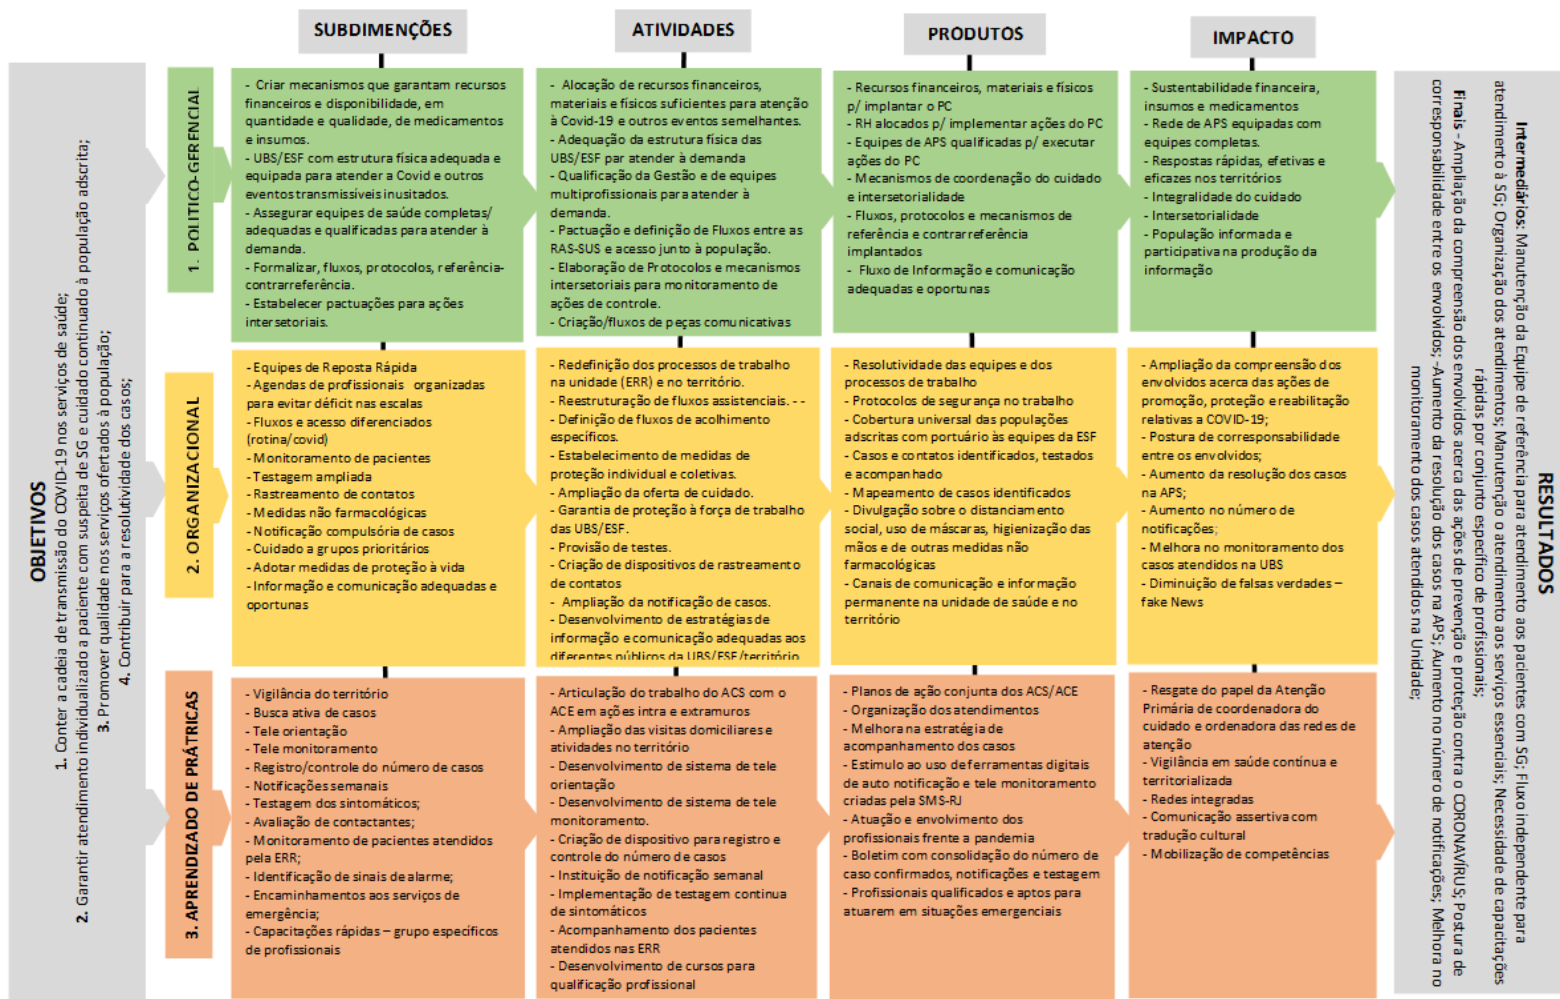 SUBDIMENÇÕES
ATIVIDADES
PRODUTOS
IMPACTO
OBJETIVOS
1. Conter a cadeia de transmissão do COVID-19 nos serviços de saúde;
2. Garantir atendimento individualizado a paciente com suspeita de SG e cuidado continuado à população adscrita;
3. Promover qualidade nos serviços ofertados à população;
4. Contribuir para a resolutividade dos casos;
1. POLITICO-GERENCIAL
- Criar mecanismos que garantam recursos
financeiros e disponibilidade, em
quantidade e qualidade, de medicamentos
e insumos.
- UBS/ESF com estrutura física adequada e
equipada para atender a Covid e outros
eventos transmissíveis inusitados.
- Assegurar equipes de saúde completas/
adequadas e qualificadas para atender à
demanda.
- Formalizar, fluxos, protocolos, referência-
contrarreferência.
- Estabelecer pactuações para ações
intersetoriais.
- Alocação de recursos financeiros,
materiais e físicos suficientes para atenção
à Covid-19 e outros eventos semelhantes.
- Adequação da estrutura física das
UBS/ESF par atender à demanda
- Qualificação da Gestão e de equipes
multiprofissionais para atender à
demanda.
- Pactuação e definição de Fluxos entre as
RAS-SUS e acesso junto à população.
- Elaboração de Protocolos e mecanismos
intersetoriais para monitoramento de
ações de controle.
- Criação/fluxos de peças comunicativas
- Recursos financeiros, materiais e físicos
p/ implantar o PC
- RH alocados p/ implementar ações do PC
- Equipes de APS qualificadas p/ executar
ações do PC
- Mecanismos de coordenação do cuidado
e intersetorialidade
- Fluxos, protocolos e mecanismos de
referência e contrarreferência
implantados
- Fluxo de Informação e comunicação
adequadas e oportunas
- Sustentabilidade financeira,
insumos e medicamentos
- Rede de APS equipadas com
equipes completas.
- Respostas rápidas, efetivas e
eficazes nos territórios
- Integralidade do cuidado
- Intersetorialidade
- População informada e
participativa na produção da
informação
2. ORGANIZACIONAL
- Equipes de Reposta Rápida
- Agendas de profissionais organizadas
para evitar déficit nas escalas
- Fluxos e acesso diferenciados
(rotina/covid)
- Monitoramento de pacientes
- Testagem ampliada
- Rastreamento de contatos
- Medidas não farmacológicas
- Notificação compulsória de casos
- Cuidado a grupos prioritários
- Adotar medidas de proteção à vida
- Informação e comunicação adequadas e
oportunas
- Redefinição dos processos de trabalho
na unidade (ERR) e no território.
- Reestruturação de fluxos assistenciais. - -
- Definição de fluxos de acolhimento
específicos.
- Estabelecimento de medidas de
proteção individual e coletivas.
- Ampliação da oferta de cuidado.
- Garantia de proteção à força de trabalho
das UBS/ESF.
- Provisão de testes.
- Criação de dispositivos de rastreamento
de contatos
- Ampliação da notificação de casos.
- Desenvolvimento de estratégias de
informação e comunicação adequadas aos
diferentes públicos da UBS/ESF/território
- Resolutividade das equipes e dos
processos de trabalho
- Protocolos de segurança no trabalho
- Cobertura universal das populações
adscritas com portuário às equipes da ESF
- Casos e contatos identificados, testados
e acompanhado
- Mapeamento de casos identificados
- Divulgação sobre o distanciamento
social, uso de máscaras, higienização das
mãos e de outras medidas não
farmacológicas
- Canais de comunicação e informação
permanente na unidade de saúde e no
território
- Ampliação da compreensão dos
envolvidos acerca das ações de
promoção, proteção e reabilitação
relativas a COVID-19;
- Postura de corresponsabilidade
entre os envolvidos;
- Aumento da resolução dos casos
na APS;
- Aumento no número de
notificações;
- Melhora no monitoramento dos
casos atendidos na UBS
- Diminuição de falsas verdades –
fake News
3. APRENDIZADO DE PRÁTRICAS
- Vigilância do território
- Busca ativa de casos
- Tele orientação
- Tele monitoramento
- Registro/controle do número de casos
- Notificações semanais
- Testagem dos sintomáticos;
- Avaliação de contactantes;
- Monitoramento de pacientes atendidos
pela ERR;
- Identificação de sinais de alarme;
- Encaminhamentos aos serviços de
emergência;
- Capacitações rápidas – grupo específicos
de profissionais
- Articulação do trabalho do ACS com o
ACE em ações intra e extramuros
- Ampliação das visitas domiciliares e
atividades no território
- Desenvolvimento de sistema de tele
orientação
- Desenvolvimento de sistema de tele
monitoramento.
- Criação de dispositivo para registro e
controle do número de casos
- Instituição de notificação semanal
- Implementação de testagem continua
de sintomáticos
- Acompanhamento dos pacientes
atendidos nas ERR
- Desenvolvimento de cursos para
qualificação profissional
- Planos de ação conjunta dos ACS/ACE
- Organização dos atendimentos
- Melhora na estratégia de
acompanhamento dos casos
- Estimulo ao uso de ferramentas digitais
de auto notificação e tele monitoramento
criadas pela SMS-RJ
- Atuação e envolvimento dos
profissionais frente a pandemia
- Boletim com consolidação do número de
caso confirmados, notificações e testagem
- Profissionais qualificados e aptos para
atuarem em situações emergenciais
- Resgate do papel da Atenção
Primária de coordenadora do
cuidado e ordenadora das redes de
atenção
- Vigilância em saúde contínua e
territorializada
- Redes integradas
- Comunicação assertiva com
tradução cultural
- Mobilização de competências
RESULTADOS
Intermediários: Manutenção da Equipe de referência para atendimento aos pacientes com SG; Fluxo independente para
atendimento à SG; Organização dos atendimentos; Manutenção o atendimento aos serviços essenciais; Necessidade de capacitações
rápidas por conjunto específico de profissionais;
Finais - Ampliação da compreensão dos envolvidos acerca das ações de prevenção e proteção contra o CORONAVÍRUS; Postura de
corresponsabilidade entre os envolvidos; -Aumento da resolução dos casos na APS; Aumento no número de notificações; Melhora no
monitoramento dos casos atendidos na Unidade;